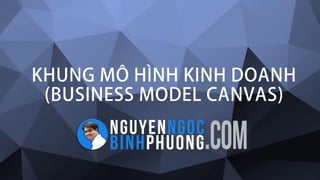 KHUNG MÔ HÌNH KINH DOANH
(BUSINESS MODEL CANVAS)
NGUYENNGOC
BINHPHUONG.COM